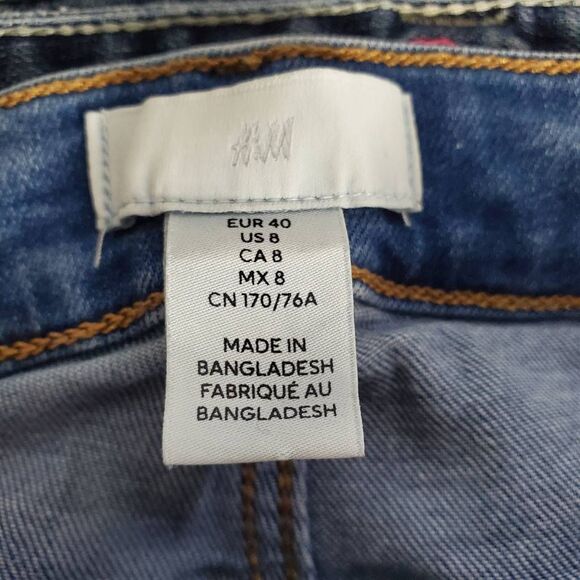 H&M
EUR 40
US 8
CA 8
MX 8
CN 170/76A
MADE IN
BANGLADESH
FABRIQUÉ AU
BANGLADESH